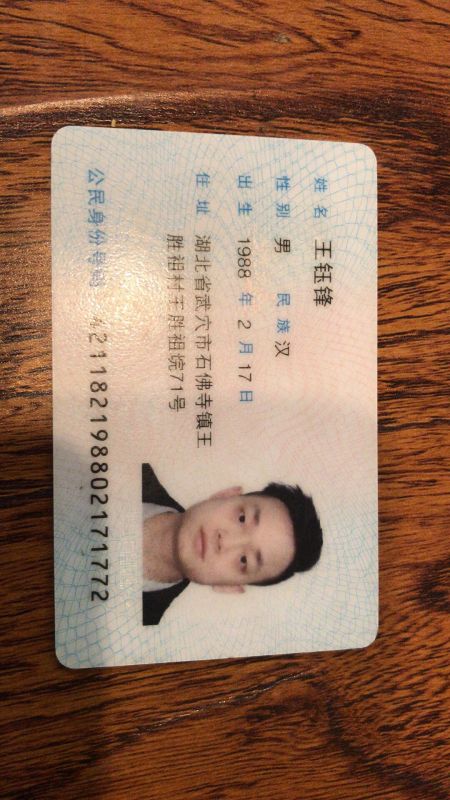 姓名 王钰锋
性别 男 民族 汉
出生 1988 年 2 月 17 日
住址 湖北省武穴市石佛寺镇王
胜祖村王胜祖垸71号
公民身份号码 421182198802171772